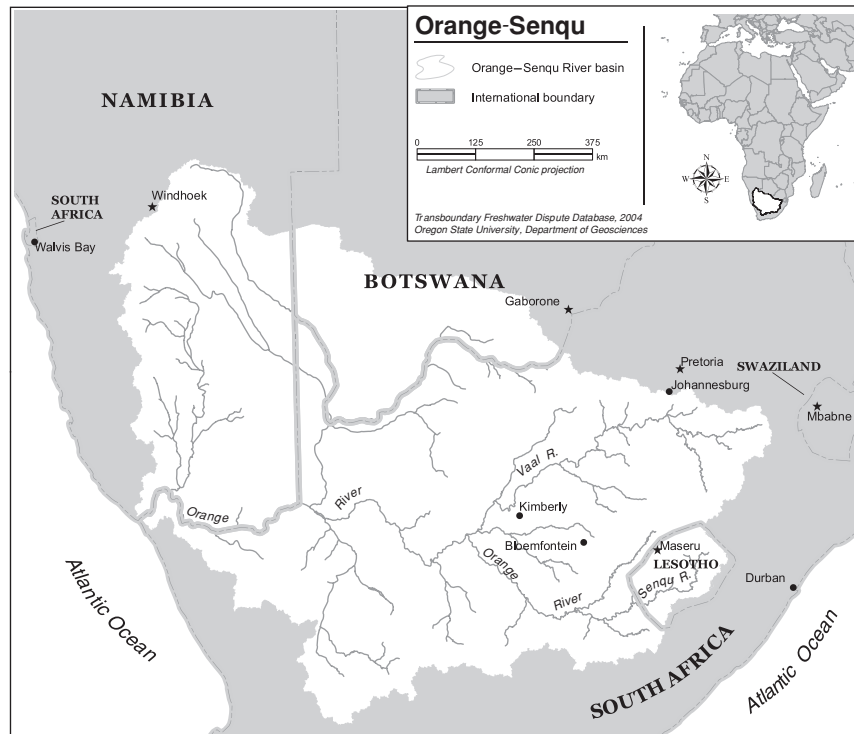 Orange-Senqu
Orange–Senqu River basin
International boundary
0 125 250 375
km
Lambert Conformal Conic projection
Transboundary Freshwater Dispute Database, 2004
Oregon State University, Department of Geosciences
N
W E
S
NAMIBIA
Windhoek
SOUTH
AFRICA
Walvis Bay
BOTSWANA
Gaborone
Pretoria
SWAZILAND
Johannesburg
Mbabne
Vaal R.
River
Orange
Kimberly
Bloemfontein
Orange
Maseru
LESOTHO
Senqu R.
River
Durban
Atlantic Ocean
SOUTH AFRICA
Atlantic Ocean